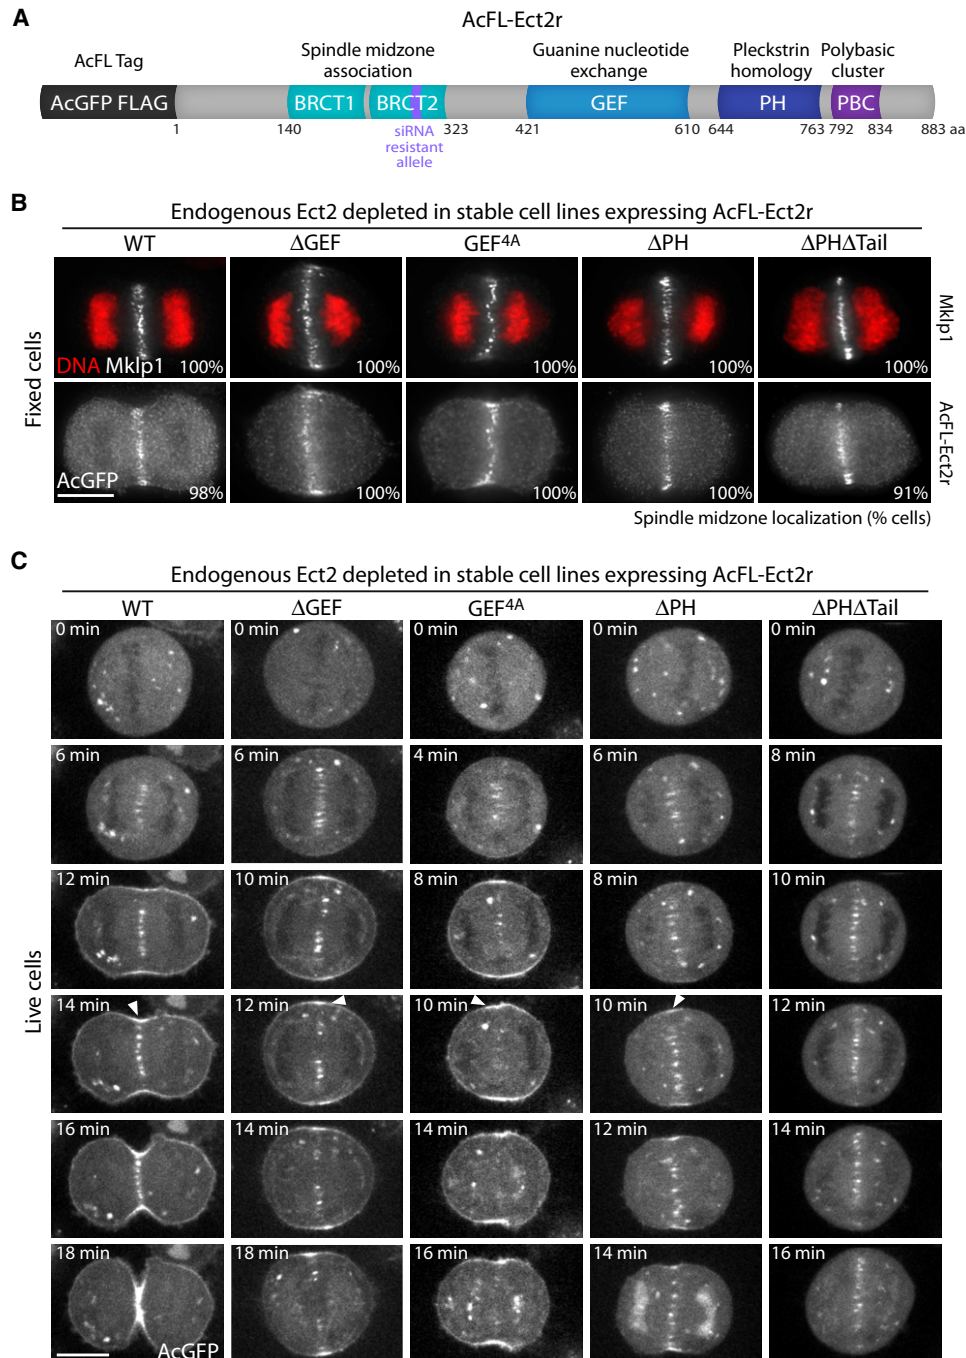 A
AcFL-Ect2r
AcFL Tag
Spindle midzone association
Guanine nucleotide exchange
Pleckstrin homology
Polybasic cluster
AcGFP FLAG
BRCT1
BRCT2
GEF
PH
PBC
1
140
323
421
610
644
763
792
834
883 aa
siRNA resistant allele
B
Endogenous Ect2 depleted in stable cell lines expressing AcFL-Ect2r
WT
ΔGEF
GEF4A
ΔPH
ΔPHΔTail
Fixed cells
DNA Mklp1
100%
100%
100%
100%
100%
Mklp1
AcGFP
98%
100%
100%
100%
91%
AcFL-Ect2r
Spindle midzone localization (% cells)
C
Endogenous Ect2 depleted in stable cell lines expressing AcFL-Ect2r
WT
ΔGEF
GEF4A
ΔPH
ΔPHΔTail
Live cells
0 min
0 min
0 min
0 min
0 min
6 min
6 min
4 min
6 min
8 min
12 min
10 min
8 min
8 min
10 min
14 min
12 min
10 min
10 min
12 min
16 min
14 min
14 min
12 min
14 min
18 min
18 min
16 min
14 min
16 min
AcGFP